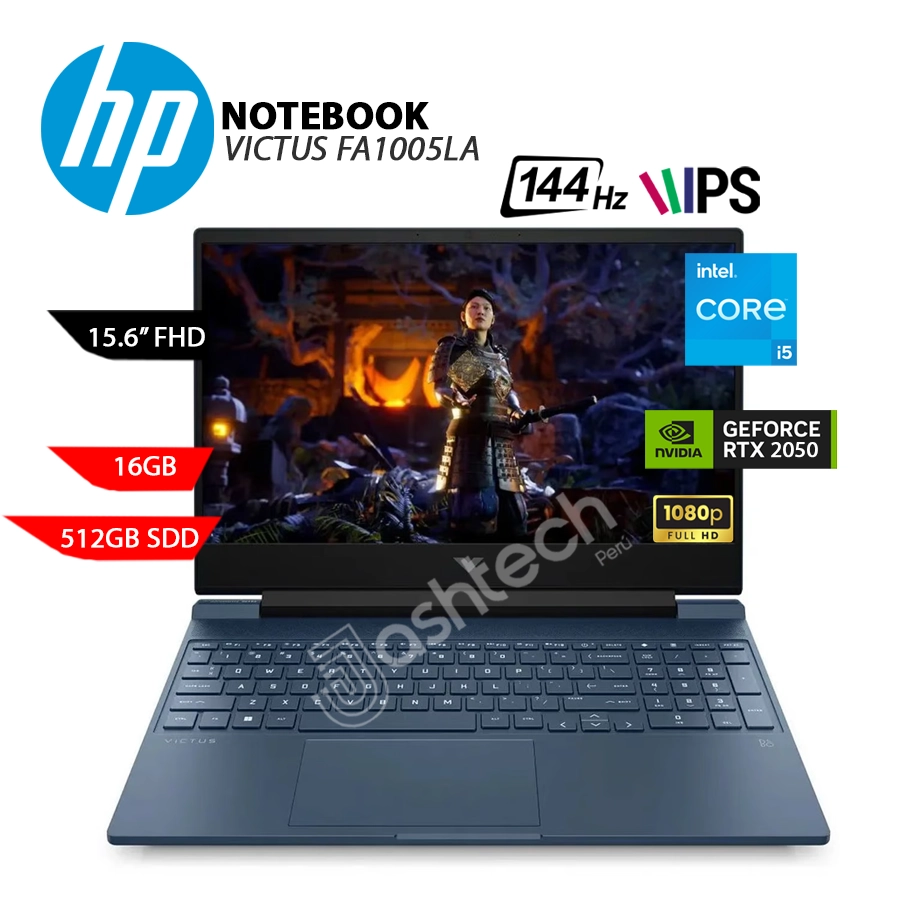 hp
NOTEBOOK
VICTUS FA1005LA
144Hz
IPS
intel.
CORE
i5
15.6” FHD
NVIDIA
GEFORCE
RTX 2050
16GB
1080p
FULL HD
512GB SDD
Jashtech
Perú
VICTUS